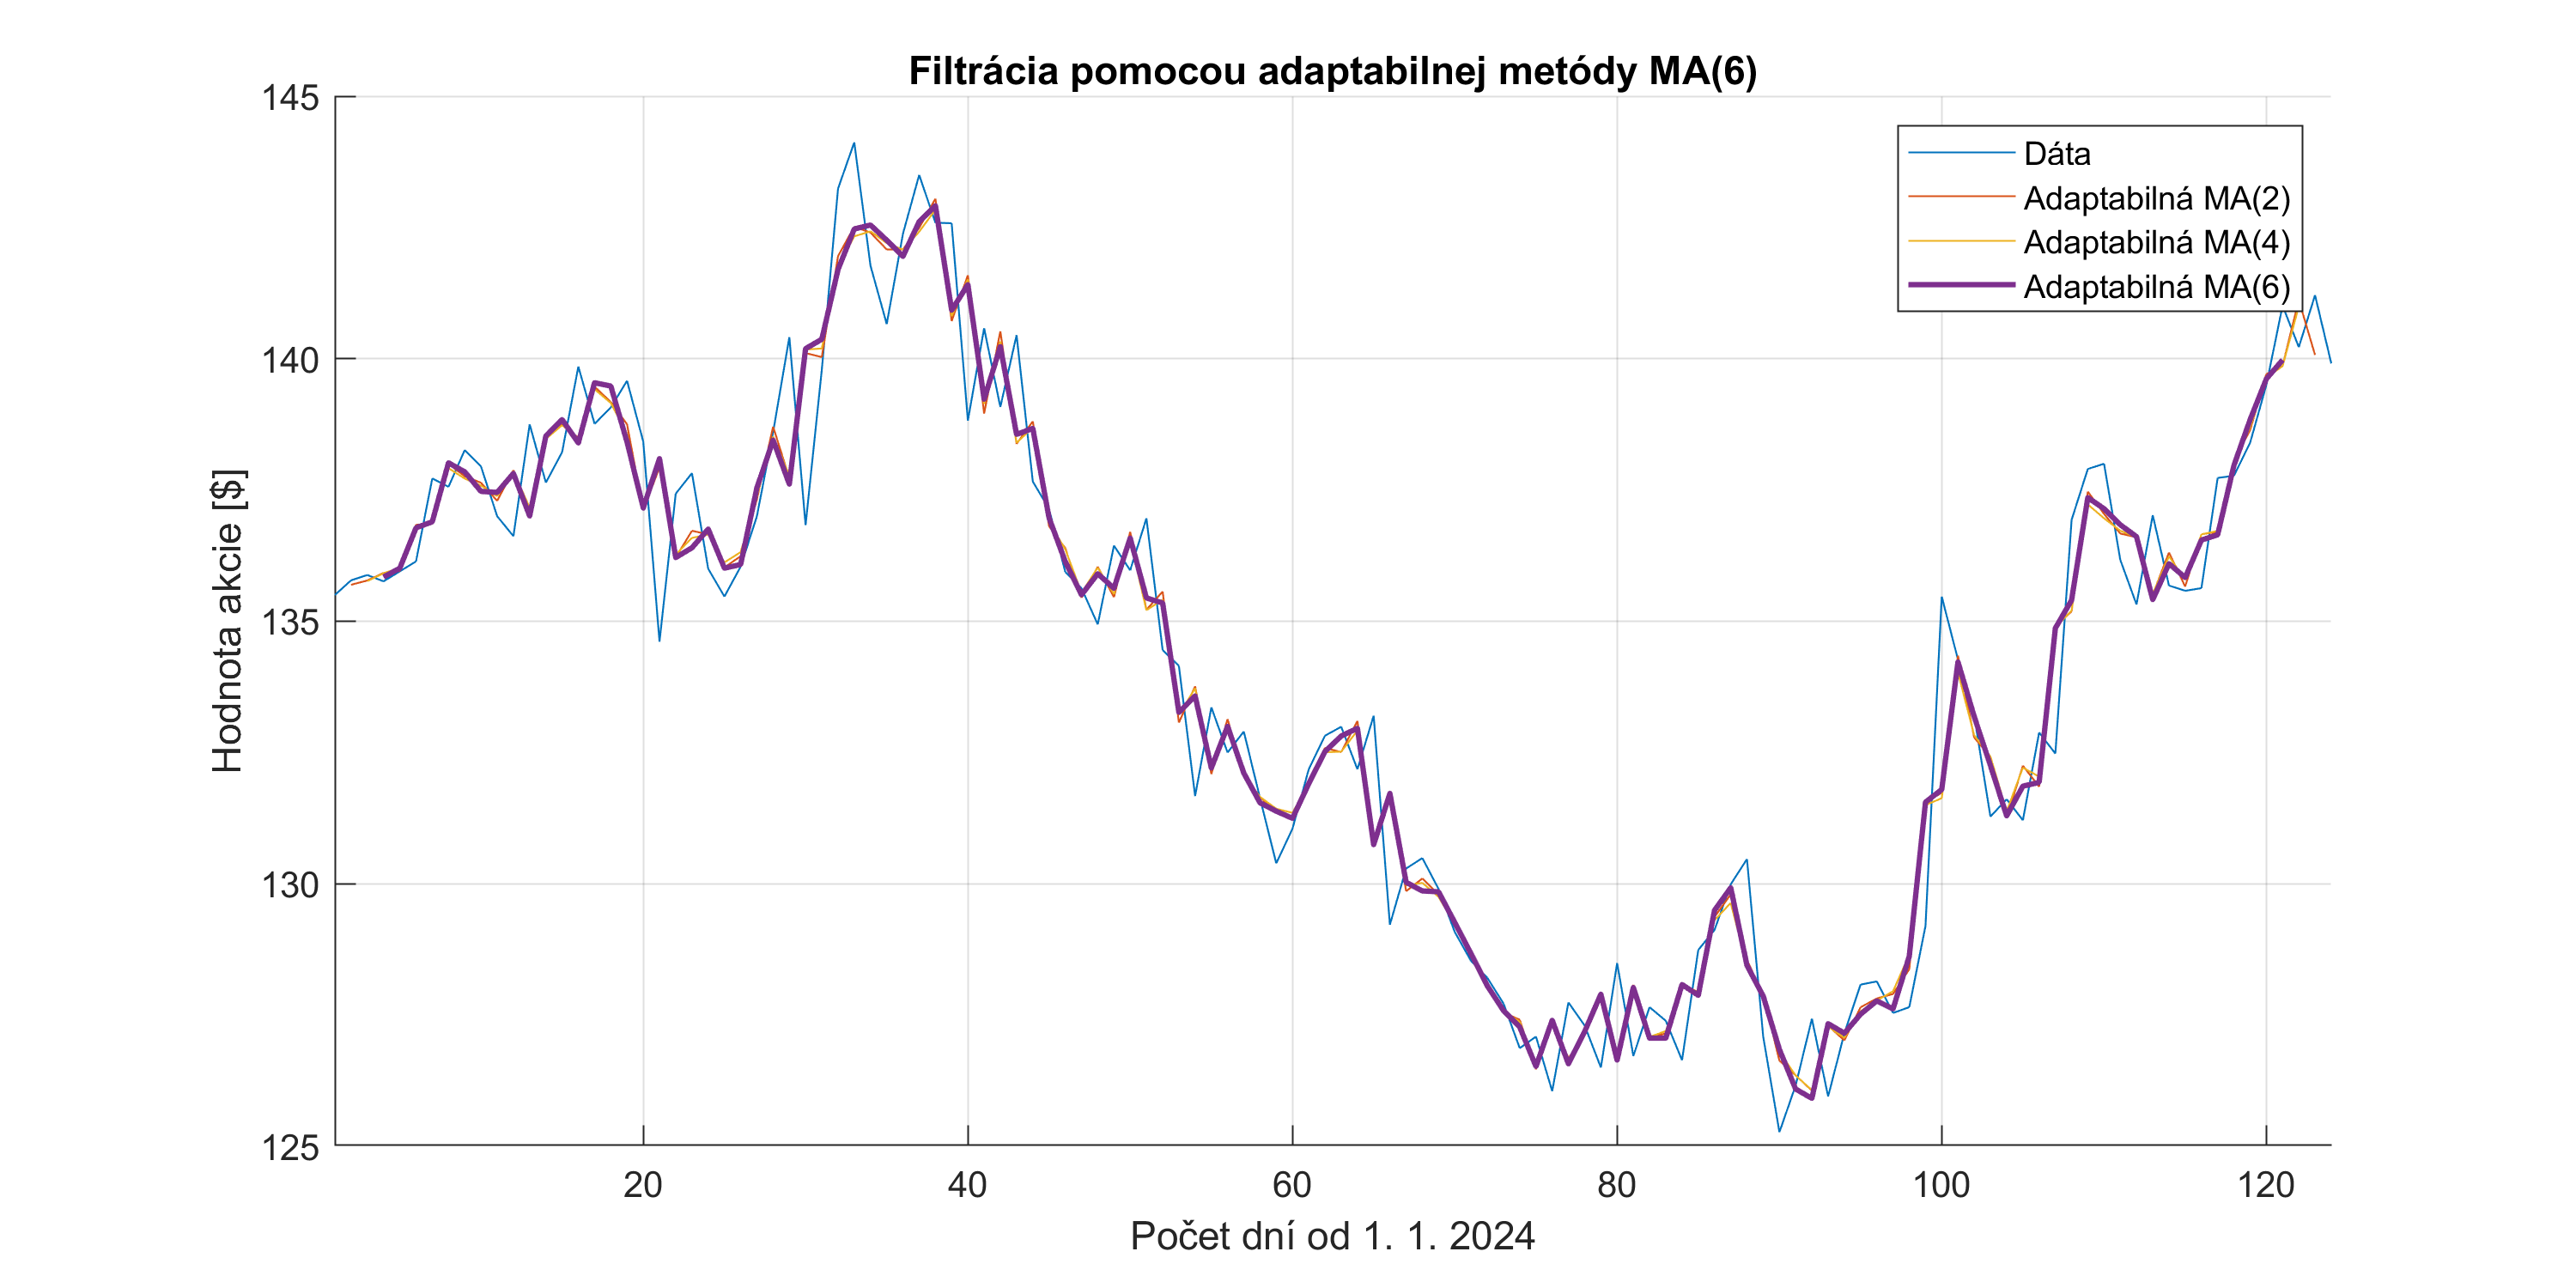 Filtrácia pomocou adaptabilnej metódy MA(6)
145
140
135
130
125
Hodnota akcie [$]
Dáta
Adaptabilná MA(2)
Adaptabilná MA(4)
Adaptabilná MA(6)
20
40
60
80
100
120
Počet dní od 1. 1. 2024